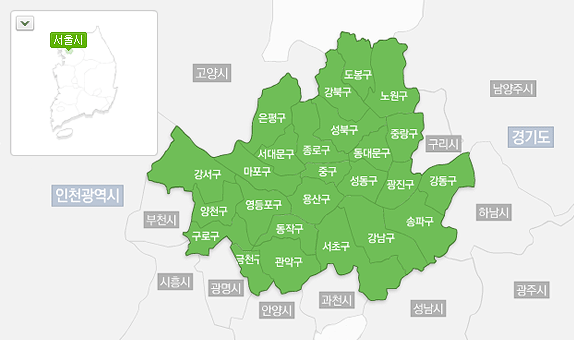 서울시
도봉구
고양시
강북구
노원구
남양주시
은평구
성북구
중랑구
경기도
구리시
서대문구
종로구
동대문구
강서구
마포구
중구
성동구
광진구
강동구
인천광역시
양천구
영등포구
용산구
부천시
송파구
하남시
구로구
동작구
서초구
강남구
금천구
관악구
시흥시
광명시
안양시
과천시
성남시
광주시